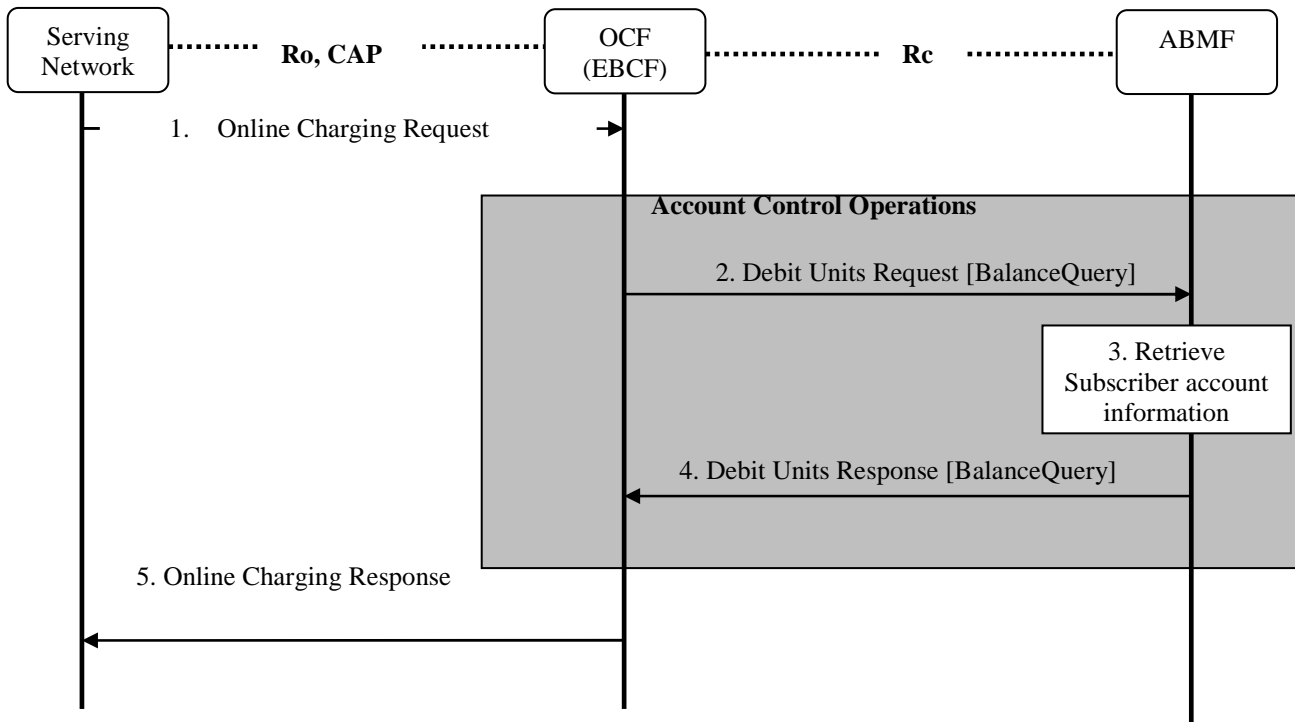 Serving
Network
Ro, CAP
OCF
(EBCF)
Rc
ABMF
1. Online Charging Request
Account Control Operations
2. Debit Units Request [BalanceQuery]
3. Retrieve
Subscriber account
information
4. Debit Units Response [BalanceQuery]
5. Online Charging Response